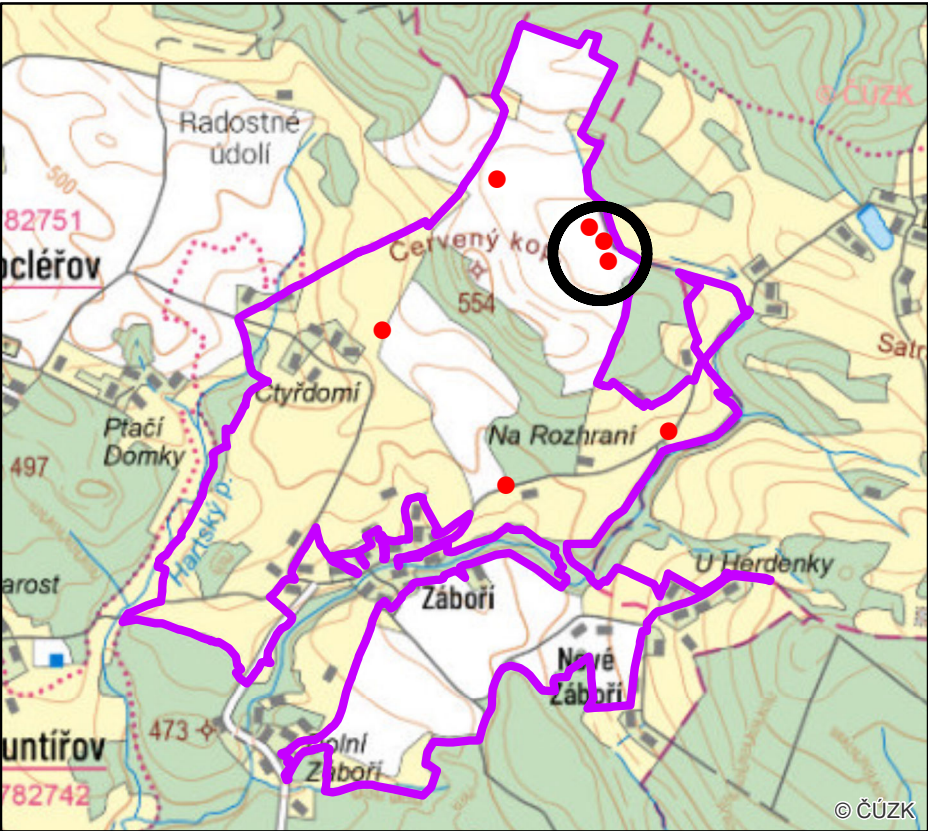 © ČÚZK
Radostné
údolí
500
82751
ocléřov
Červený kop
554
Satr
Čtyřdomí
Ptačí
Domky
Na Rozhraní
497
Hartský p.
U Herdenky
arost
Záboří
Nové
Záboří
473
olní
Záboří
untířov
782742
© ČÚZK